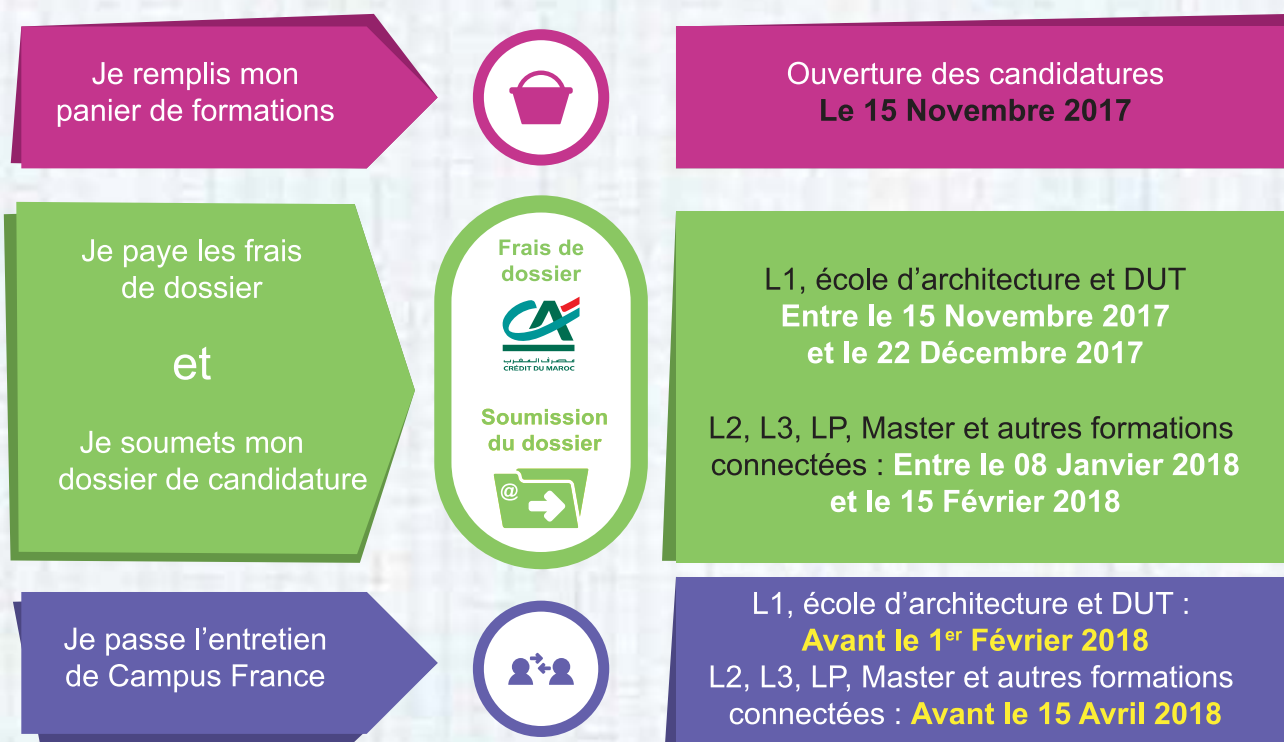 Je remplis mon
panier de formations
Ouverture des candidatures
Le 15 Novembre 2017
Je paye les frais
de dossier
et
Je soumets mon
dossier de candidature
Frais de
dossier
CA
مصرف المغرب
CRÉDIT DU MAROC
Soumission
du dossier
@
L1, école d’architecture et DUT
Entre le 15 Novembre 2017
et le 22 Décembre 2017
L2, L3, LP, Master et autres formations
connectées : Entre le 08 Janvier 2018
et le 15 Février 2018
Je passe l’entretien
de Campus France
L1, école d’architecture et DUT :
Avant le 1er Février 2018
L2, L3, LP, Master et autres formations
connectées : Avant le 15 Avril 2018